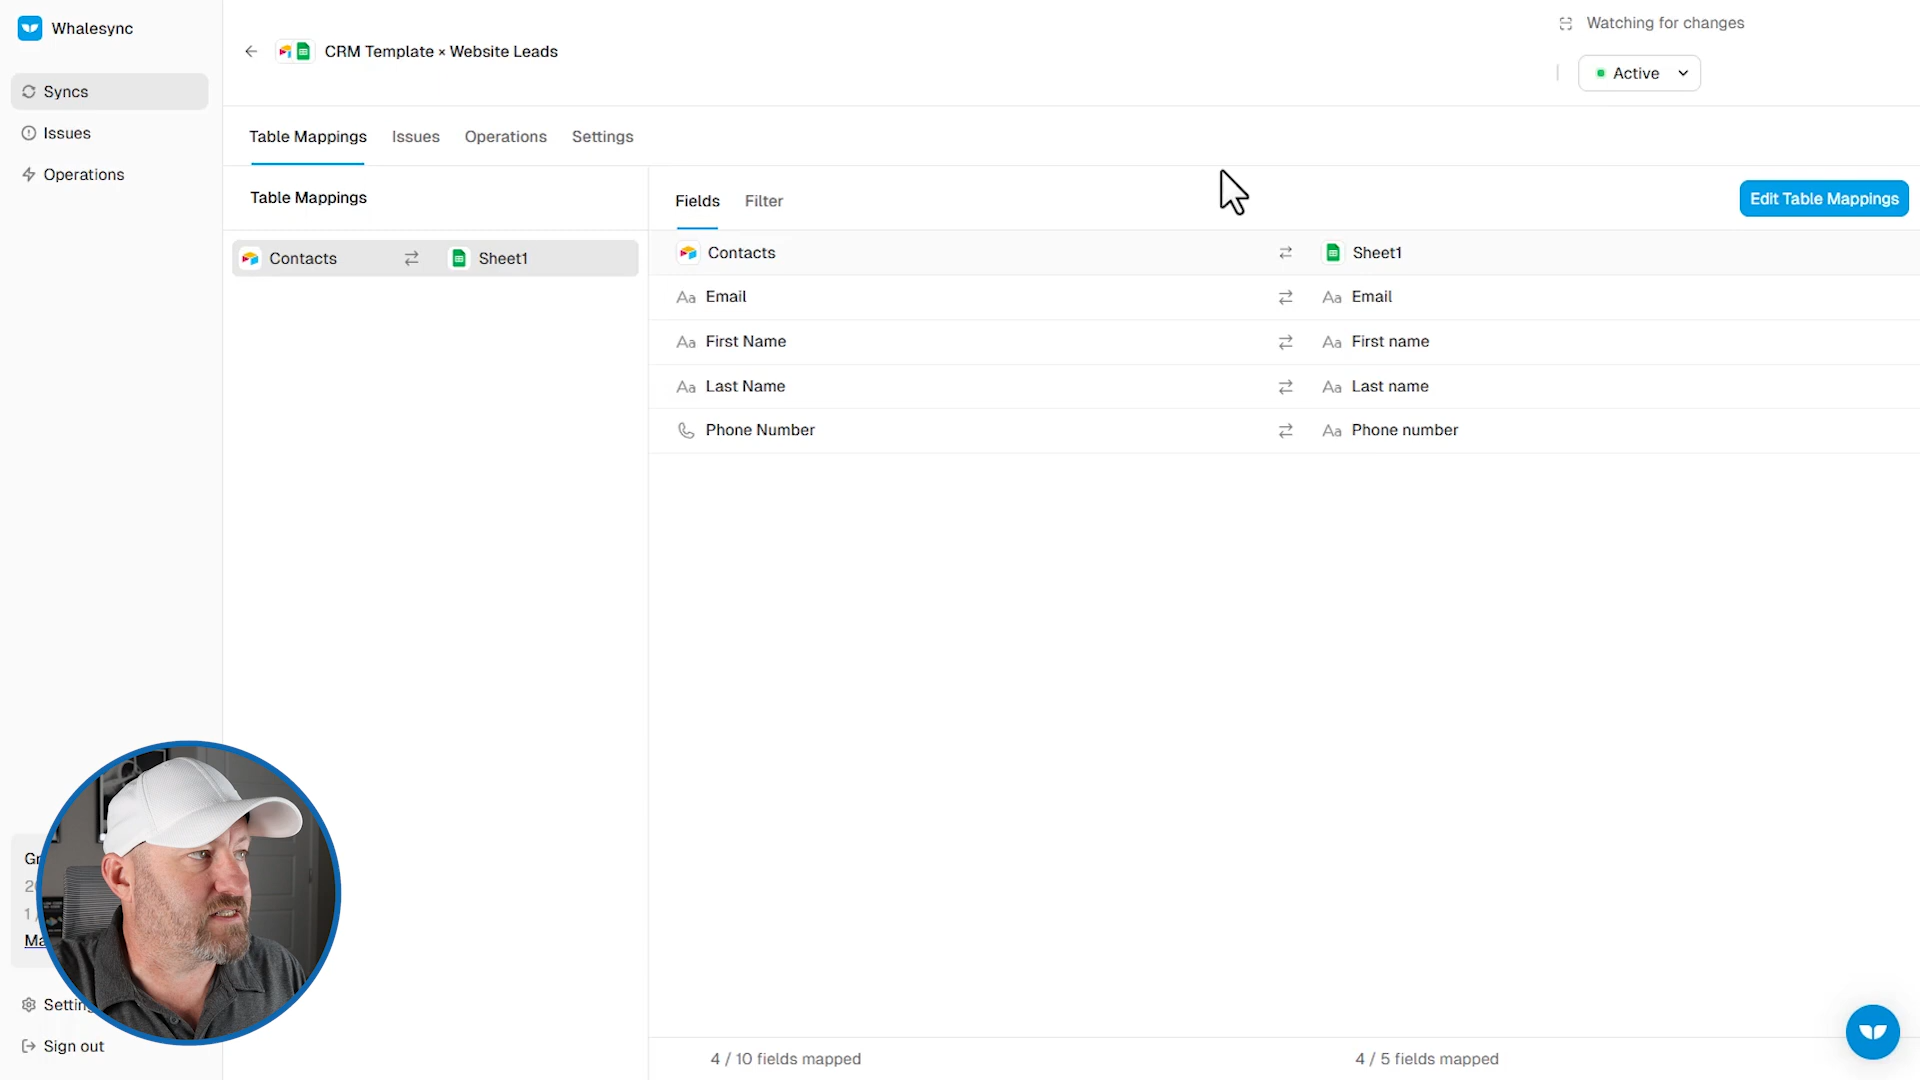 Whalesync
Syncs
Issues
Operations
CRM Template × Website Leads
Watching for changes
Active
Table Mappings
Issues
Operations
Settings
Table Mappings
Contacts
Sheet1
Fields
Filter
Edit Table Mappings
Contacts
Sheet1
Aa Email
Aa Email
Aa First Name
Aa First name
Aa Last Name
Aa Last name
Phone Number
Aa Phone number
4 / 10 fields mapped
4 / 5 fields mapped
Sign out